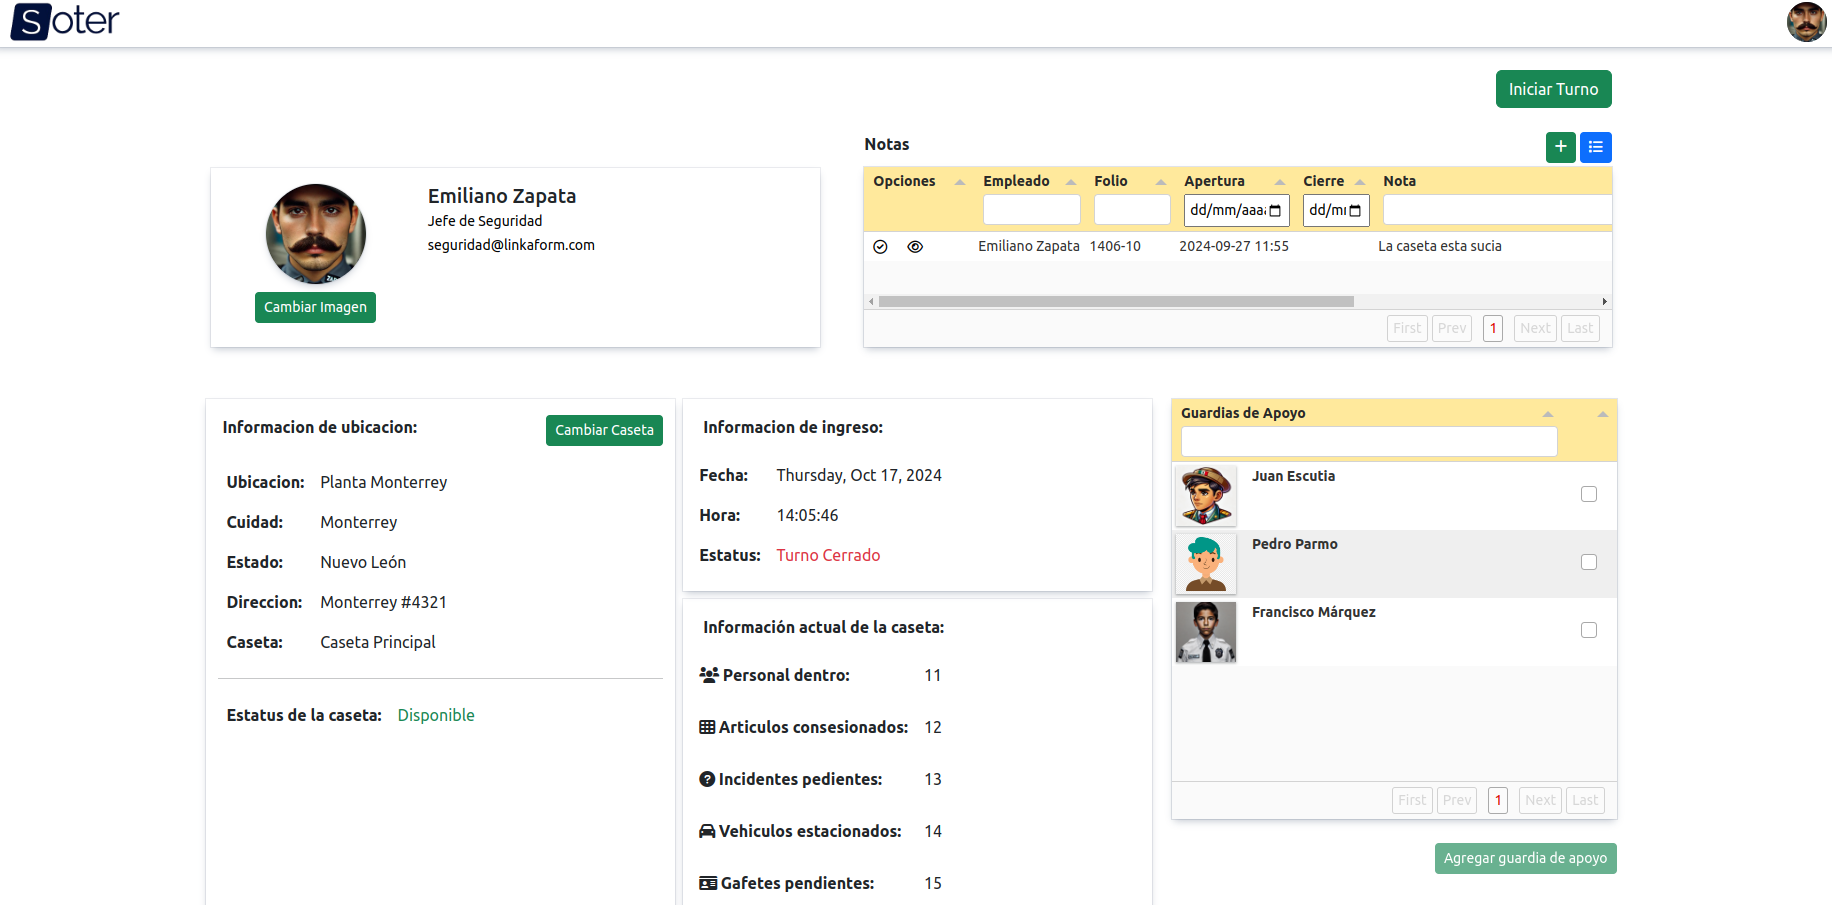 Soter
Iniciar Turno
Notas
Opciones Empleado Folio Apertura Cierre Nota
dd/mm/aaaa dd/mm
Emiliano Zapata 1406-10 2024-09-27 11:55 La caseta esta sucia
First Prev 1 Next Last
Emiliano Zapata
Jefe de Seguridad
seguridad@linkaform.com
Cambiar Imagen
Informacion de ubicacion:
Cambiar Caseta
Ubicacion: Planta Monterrey
Cuidad: Monterrey
Estado: Nuevo León
Direccion: Monterrey #4321
Caseta: Caseta Principal
Estatus de la caseta: Disponible
Informacion de ingreso:
Fecha: Thursday, Oct 17, 2024
Hora: 14:05:46
Estatus: Turno Cerrado
Información actual de la caseta:
Personal dentro: 11
Articulos consesionados: 12
Incidentes pedientes: 13
Vehiculos estacionados: 14
Gafetes pendientes: 15
Guardias de Apoyo
Juan Escutia
Pedro Parmo
Francisco Márquez
First Prev 1 Next Last
Agregar guardia de apoyo